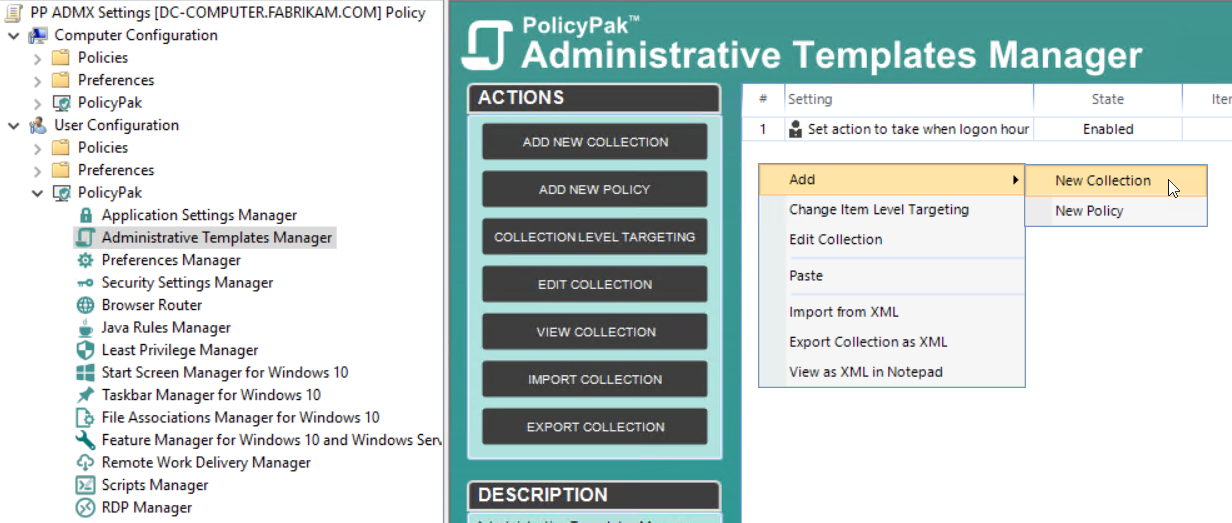 PP ADMX Settings [DC-COMPUTER.FABRIKAM.COM] Policy
Computer Configuration
Policies
Preferences
PolicyPak
User Configuration
Policies
Preferences
PolicyPak
Application Settings Manager
Administrative Templates Manager
Preferences Manager
Security Settings Manager
Browser Router
Java Rules Manager
Least Privilege Manager
Start Screen Manager for Windows 10
Taskbar Manager for Windows 10
File Associations Manager for Windows 10
Feature Manager for Windows 10 and Windows Serv
Remote Work Delivery Manager
Scripts Manager
RDP Manager
PolicyPak™
Administrative Templates Manager
ACTIONS
ADD NEW COLLECTION
ADD NEW POLICY
COLLECTION LEVEL TARGETING
EDIT COLLECTION
VIEW COLLECTION
IMPORT COLLECTION
EXPORT COLLECTION
DESCRIPTION
# Setting State Iter
1 Set action to take when logon hour Enabled
Add
Change Item Level Targeting
Edit Collection
Paste
Import from XML
Export Collection as XML
View as XML in Notepad
New Collection
New Policy